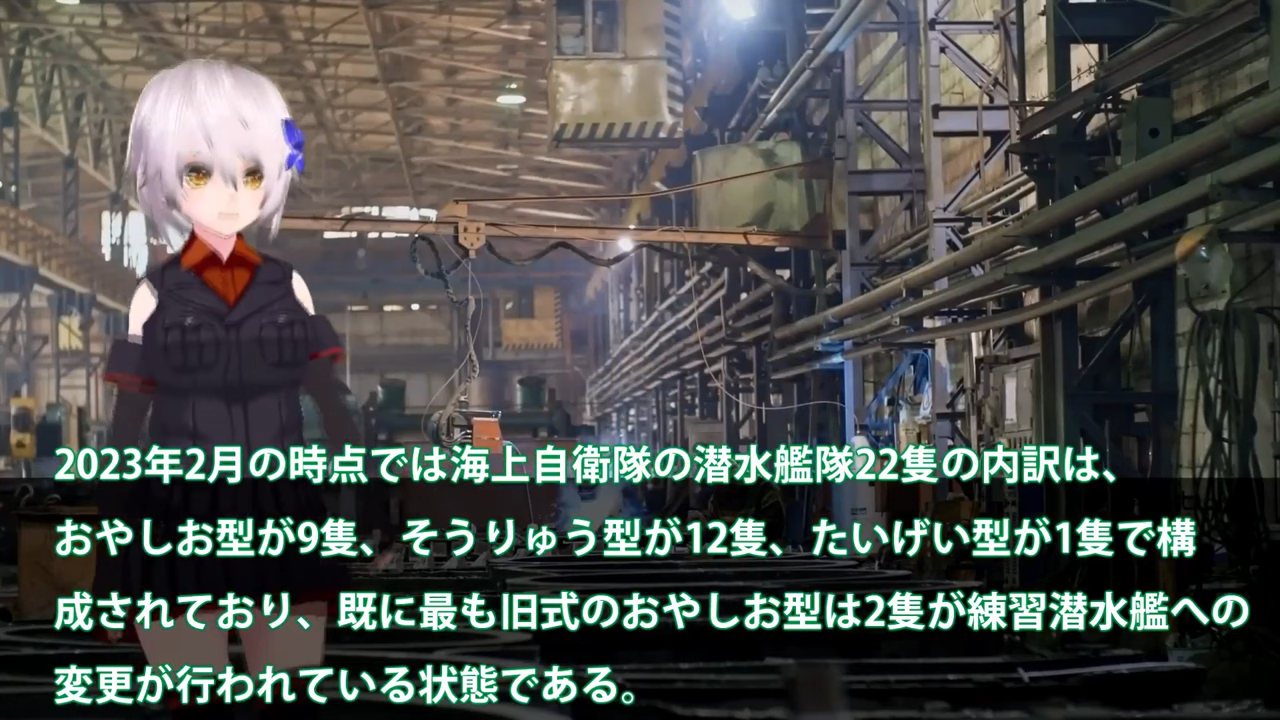 2023年2月の時点では海上自衛隊の潜水艦隊22隻の内訳は、
おやしお型が9隻、そうりゅう型が12隻、たいげい型が1隻で構
成されており、既に最も旧式のおやしお型は2隻が練習潜水艦への
変更が行われている状態である。